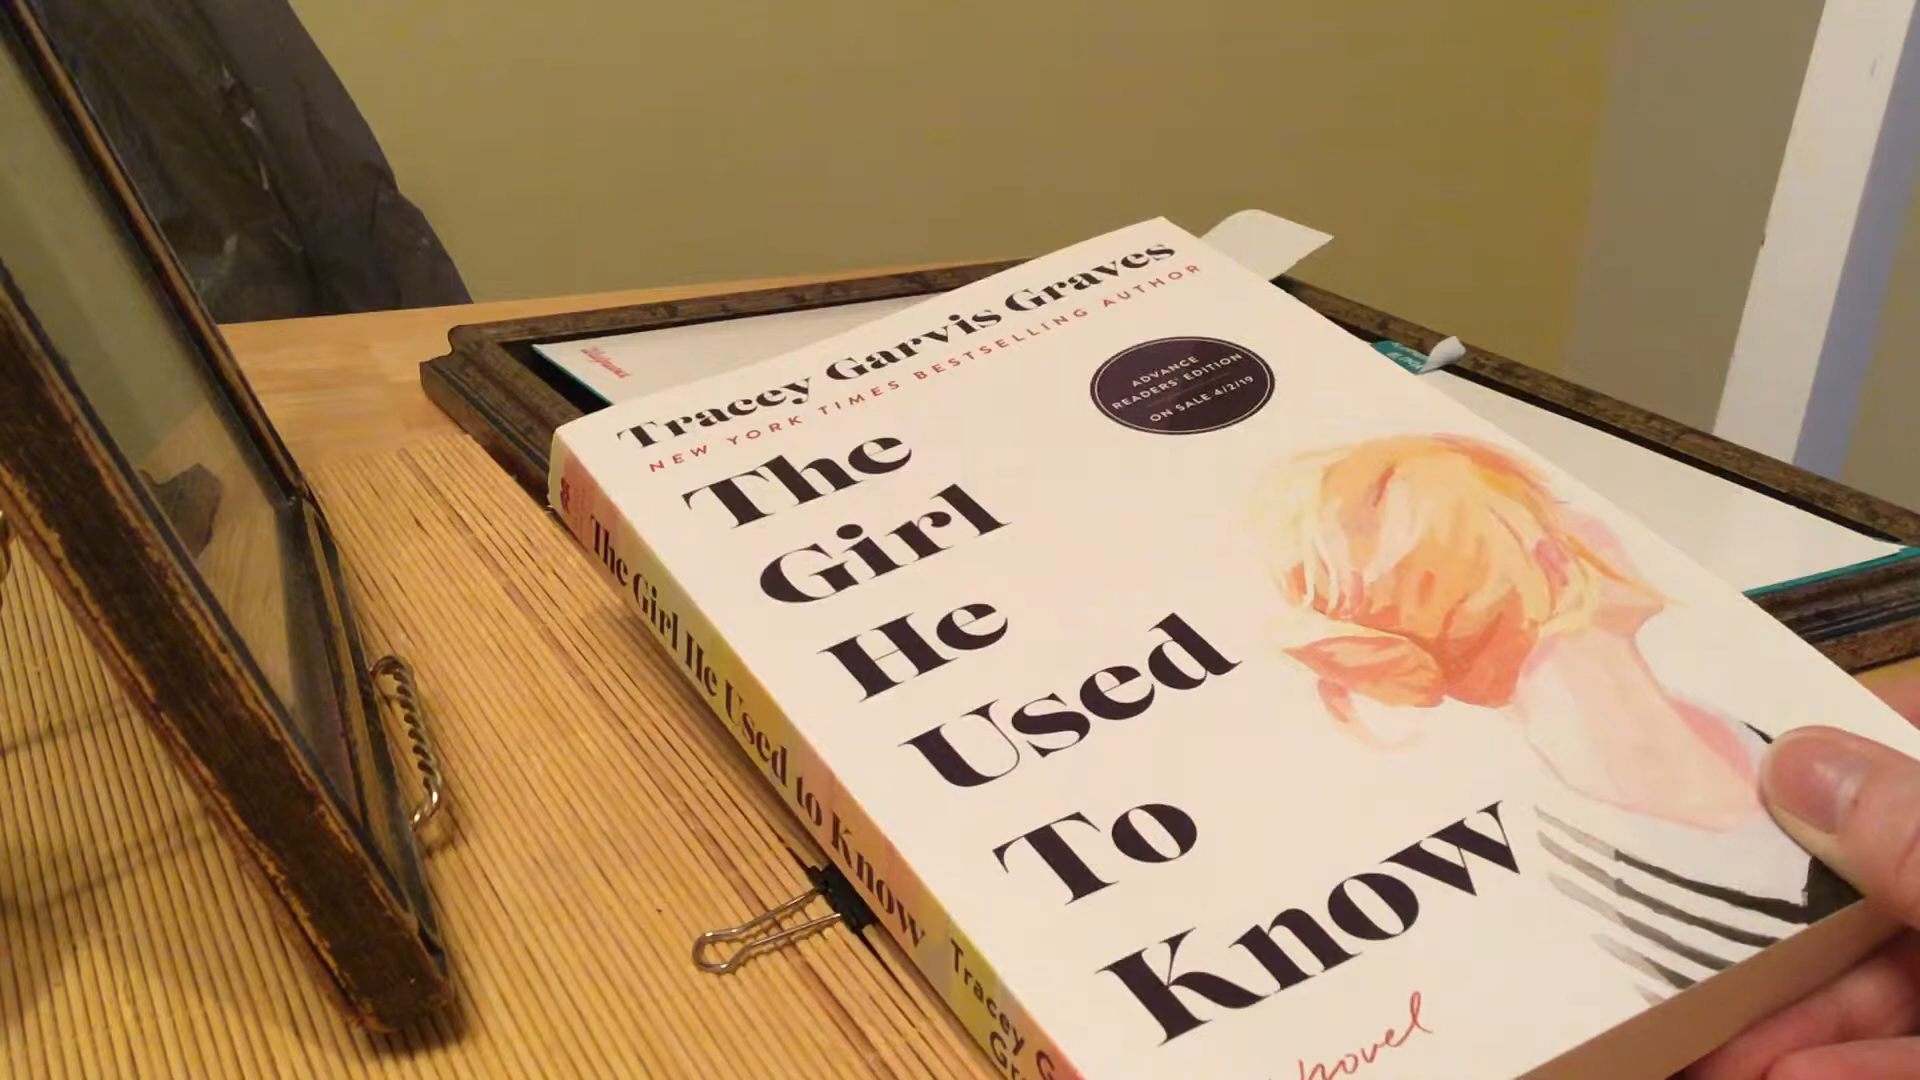 Tracey Garvis Graves
NEW YORK TIMES BESTSELLING AUTHOR
ADVANCE
READERS' EDITION
ON SALE 4/2/19
The
Girl
He
Used
To
Know
novel
The Girl He Used to Know
Tracey G
Gra